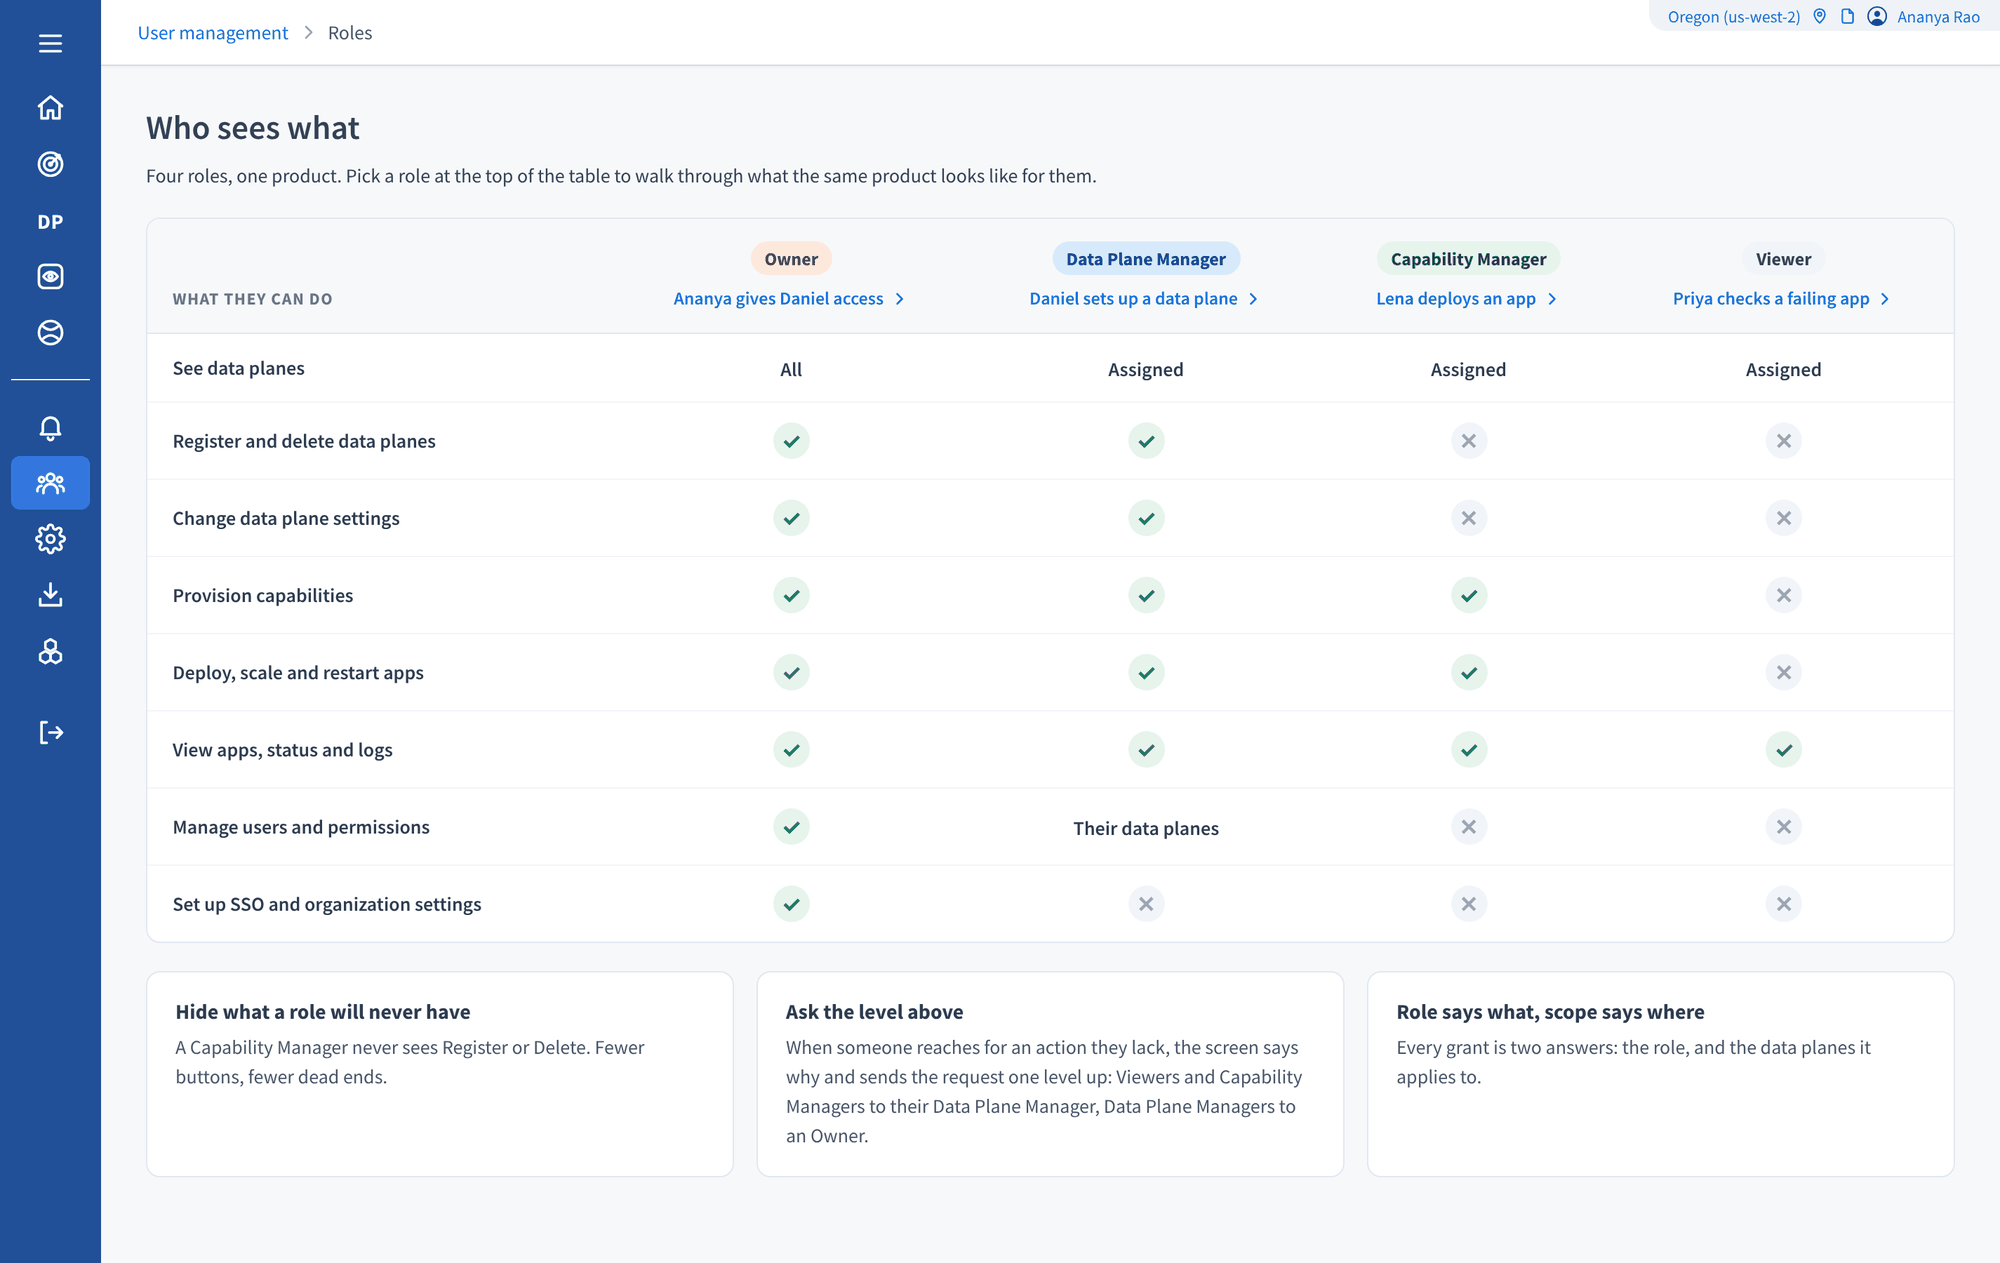 User management > Roles
Oregon (us-west-2) Ananya Rao
DP
Who sees what
Four roles, one product. Pick a role at the top of the table to walk through what the same product looks like for them.
Owner Data Plane Manager Capability Manager Viewer
WHAT THEY CAN DO Ananya gives Daniel access > Daniel sets up a data plane > Lena deploys an app > Priya checks a failing app >
See data planes All Assigned Assigned Assigned
Register and delete data planes
Change data plane settings
Provision capabilities
Deploy, scale and restart apps
View apps, status and logs
Manage users and permissions Their data planes
Set up SSO and organization settings
Hide what a role will never have
A Capability Manager never sees Register or Delete. Fewer
buttons, fewer dead ends.
Ask the level above
When someone reaches for an action they lack, the screen says
why and sends the request one level up: Viewers and Capability
Managers to their Data Plane Manager, Data Plane Managers to
an Owner.
Role says what, scope says where
Every grant is two answers: the role, and the data planes it
applies to.